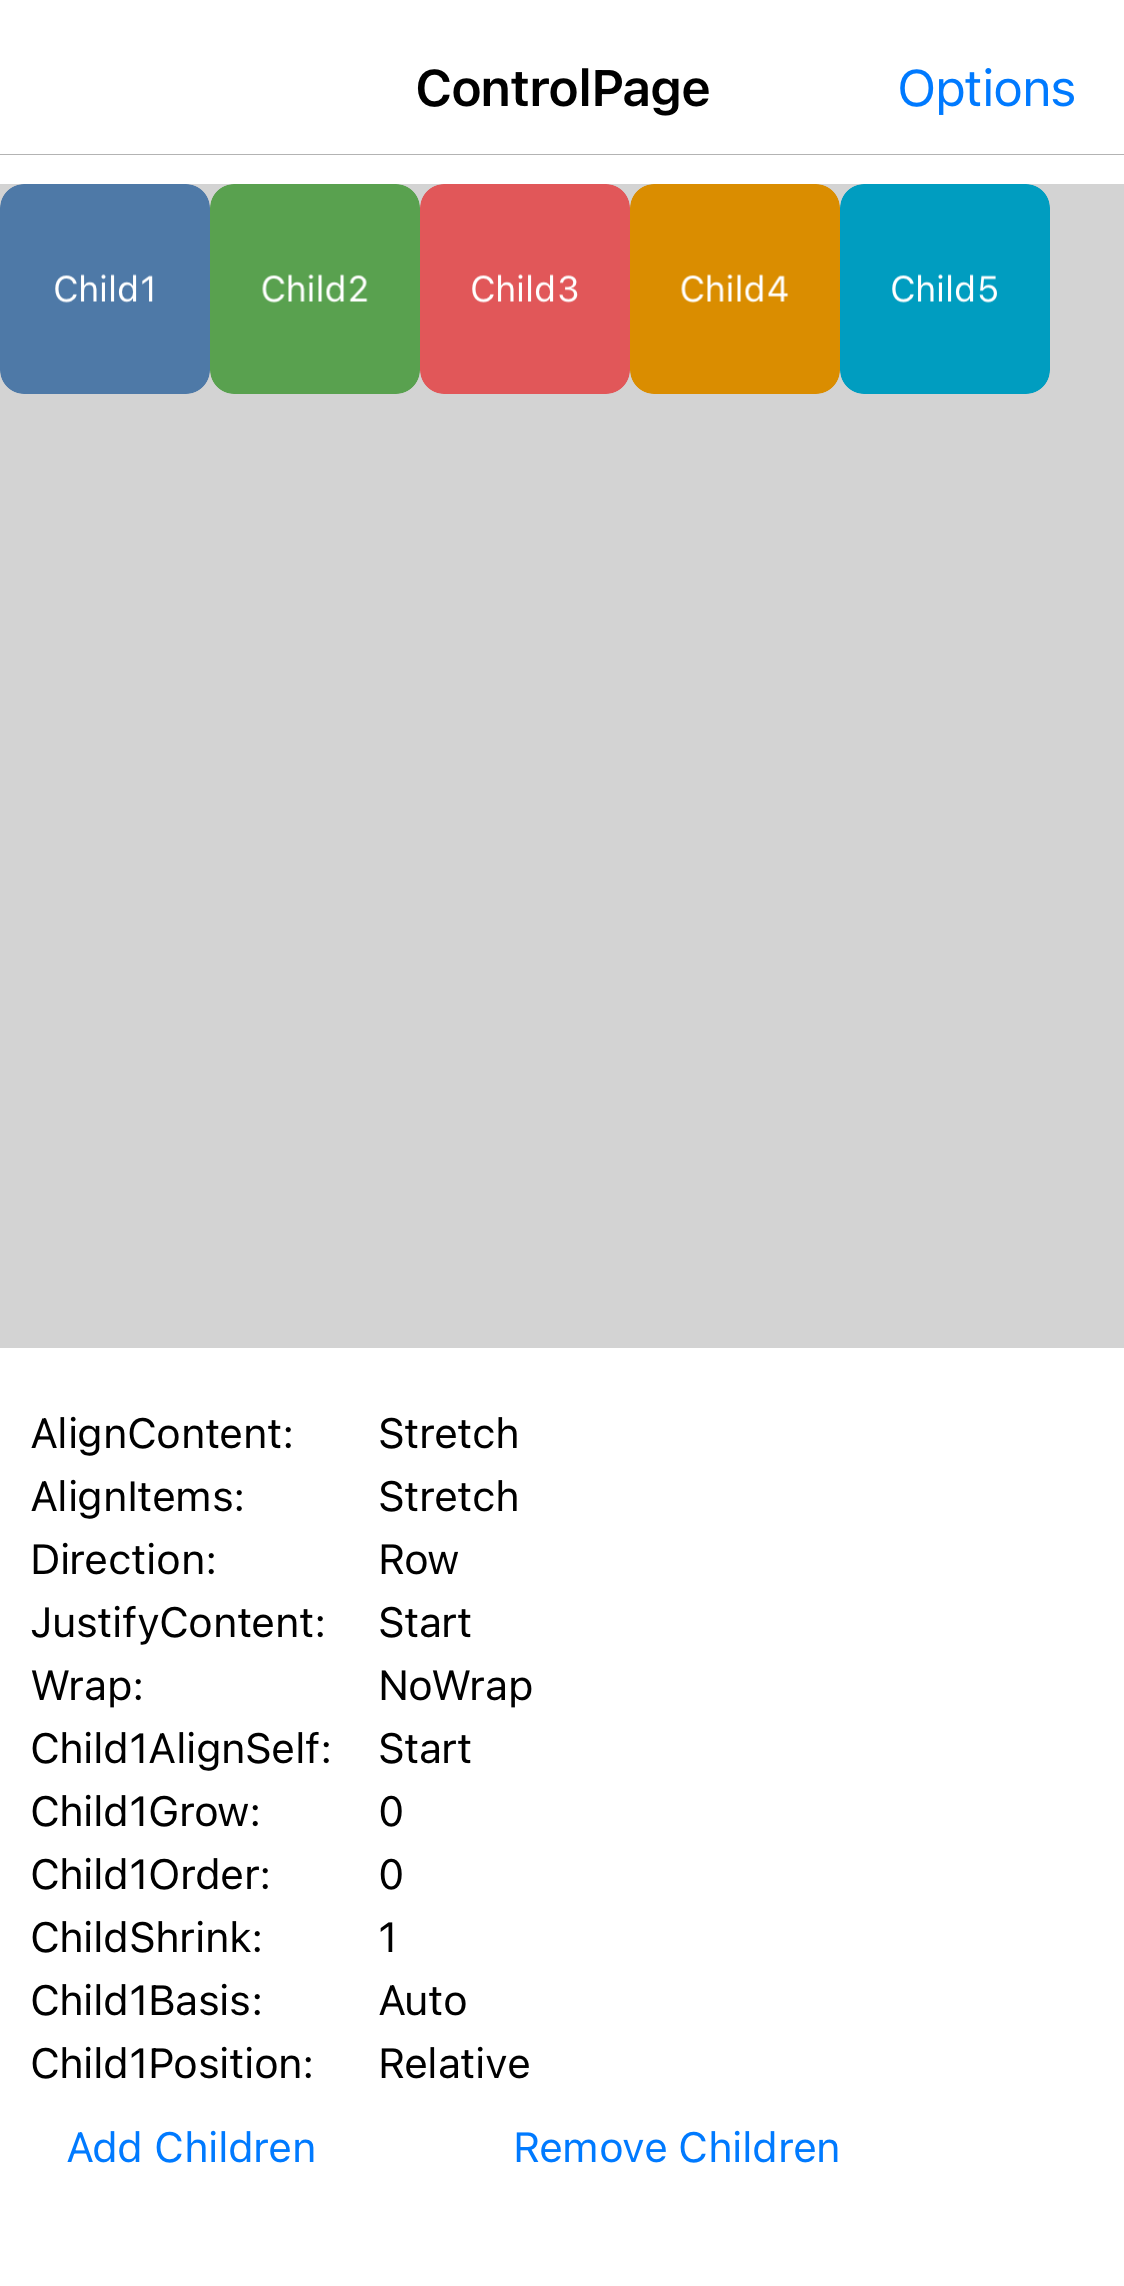 ControlPage Options
Child1 Child2 Child3 Child4 Child5
AlignContent: Stretch
AlignItems: Stretch
Direction: Row
JustifyContent: Start
Wrap: NoWrap
Child1AlignSelf: Start
Child1Grow: 0
Child1Order: 0
ChildShrink: 1
Child1Basis: Auto
Child1Position: Relative
Add Children Remove Children